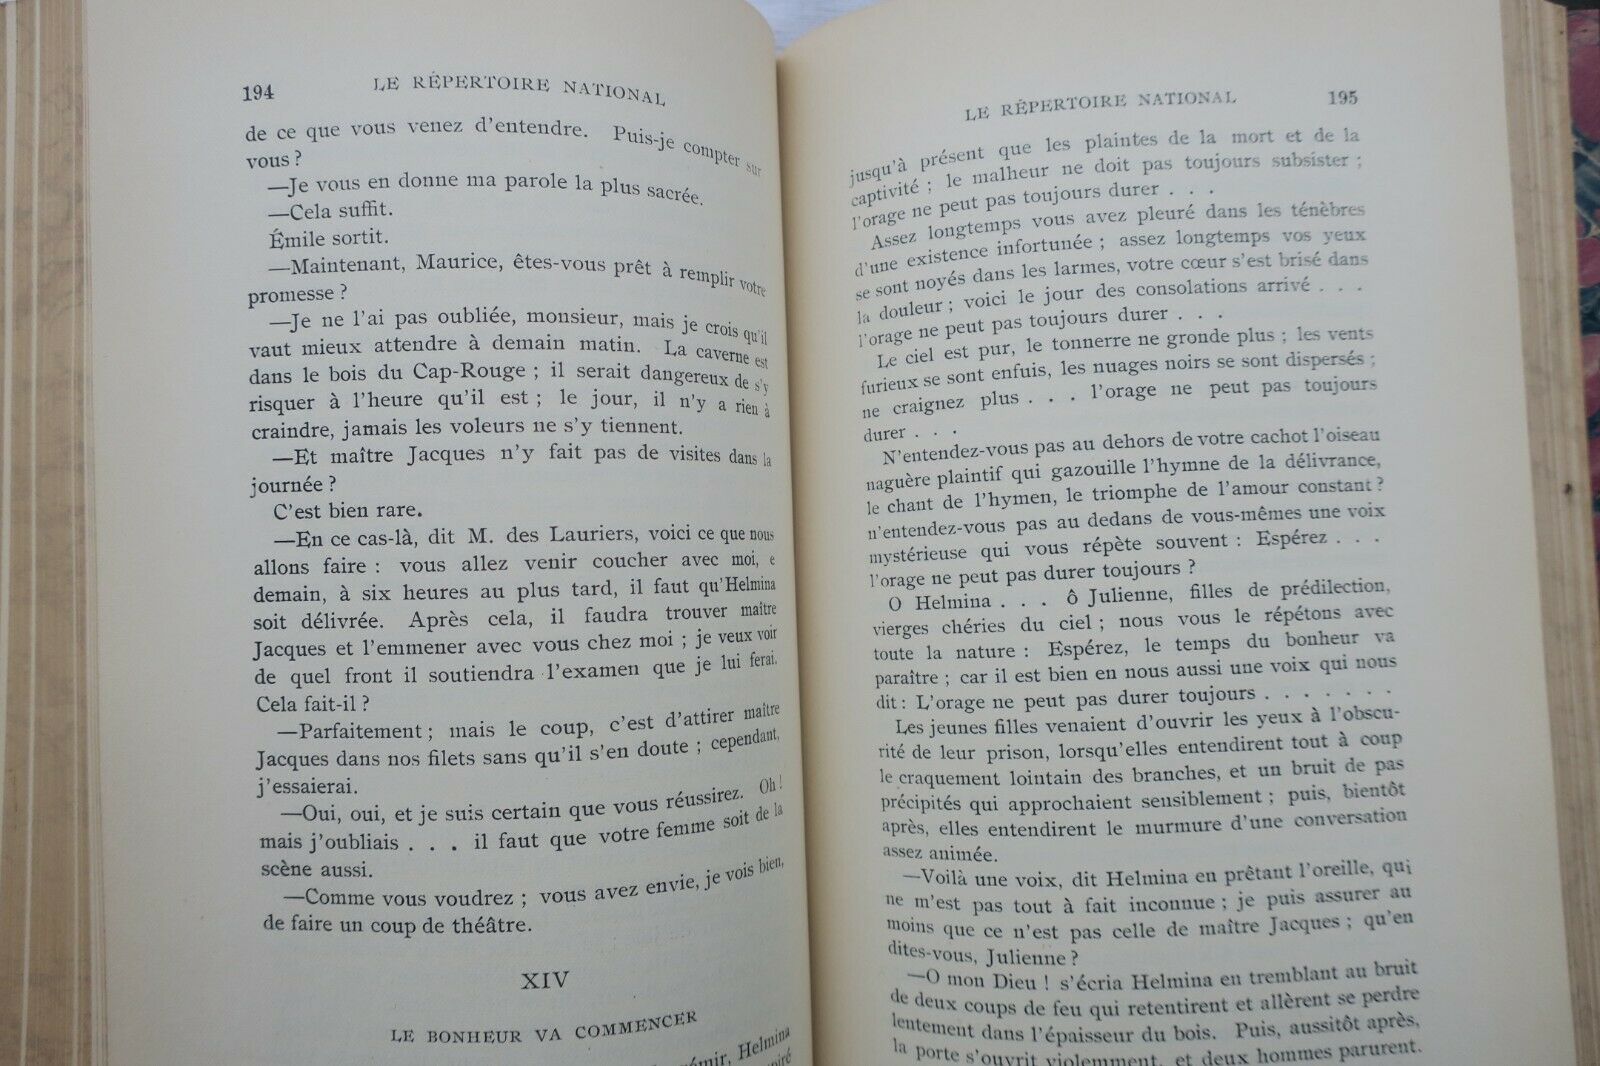 194
LE RÉPERTOIRE NATIONAL
de ce que vous venez d'entendre. Puis-je compter sur
vous ?
—Je vous en donne ma parole la plus sacrée.
—Cela suffit.
Émile sortit.
—Maintenant, Maurice, êtes-vous prêt à remplir votre
promesse ?
—Je ne l'ai pas oubliée, monsieur, mais je crois qu'il
vaut mieux attendre à demain matin. La caverne est
dans le bois du Cap-Rouge ; il serait dangereux de s'y
risquer à l'heure qu'il est ; le jour, il n'y a rien à
craindre, jamais les voleurs ne s'y tiennent.
—Et maître Jacques n'y fait pas de visites dans la
journée ?
C'est bien rare.
—En ce cas-là, dit M. des Lauriers, voici ce que nous
allons faire : vous allez venir coucher avec moi, e
demain, à six heures au plus tard, il faut qu'Helmina
soit délivrée. Après cela, il faudra trouver maître
Jacques et l'emmener avec vous chez moi ; je veux voir
de quel front il soutiendra l'examen que je lui ferai.
Cela fait-il ?
—Parfaitement ; mais le coup, c'est d'attirer maître
Jacques dans nos filets sans qu'il s'en doute ; cependant,
j'essaierai.
—Oui, oui, et je suis certain que vous réussirez. Oh !
mais j'oubliais . . . il faut que votre femme soit de la
scène aussi.
—Comme vous voudrez ; vous avez envie, je vois bien,
de faire un coup de théâtre.
XIV
LE BONHEUR VA COMMENCER
Helmina
LE RÉPERTOIRE NATIONAL
195
jusqu'à présent que les plaintes de la mort et de la
captivité ; le malheur ne doit pas toujours subsister ;
l'orage ne peut pas toujours durer . . .
Assez longtemps vous avez pleuré dans les ténèbres
d'une existence infortunée ; assez longtemps vos yeux
se sont noyés dans les larmes, votre cœur s'est brisé dans
la douleur ; voici le jour des consolations arrivé . . .
l'orage ne peut pas toujours durer . . .
Le ciel est pur, le tonnerre ne gronde plus ; les vents
furieux se sont enfuis, les nuages noirs se sont dispersés ;
ne craignez plus . . . l'orage ne peut pas toujours
durer . . .
N'entendez-vous pas au dehors de votre cachot l'oiseau
naguère plaintif qui gazouille l'hymne de la délivrance,
le chant de l'hymen, le triomphe de l'amour constant ?
n'entendez-vous pas au dedans de vous-mêmes une voix
mystérieuse qui vous répète souvent : Espérez . . .
l'orage ne peut pas durer toujours ?
O Helmina . . . ô Julienne, filles de prédilection,
vierges chéries du ciel ; nous vous le répétons avec
toute la nature : Espérez, le temps du bonheur va
paraître ; car il est bien en nous aussi une voix qui nous
dit : L'orage ne peut pas durer toujours . . . . . . .
Les jeunes filles venaient d'ouvrir les yeux à l'obscu-
rité de leur prison, lorsqu'elles entendirent tout à coup
le craquement lointain des branches, et un bruit de pas
précipités qui approchaient sensiblement ; puis, bientôt
après, elles entendirent le murmure d'une conversation
assez animée.
—Voilà une voix, dit Helmina en prêtant l'oreille, qui
ne m'est pas tout à fait inconnue ; je puis assurer au
moins que ce n'est pas celle de maître Jacques ; qu'en
dites-vous, Julienne ?
—O mon Dieu ! s'écria Helmina en tremblant au bruit
de deux coups de feu qui retentirent et allèrent se perdre
lentement dans l'épaisseur du bois. Puis, aussitôt après,
la porte s'ouvrit violemment, et deux hommes parurent.